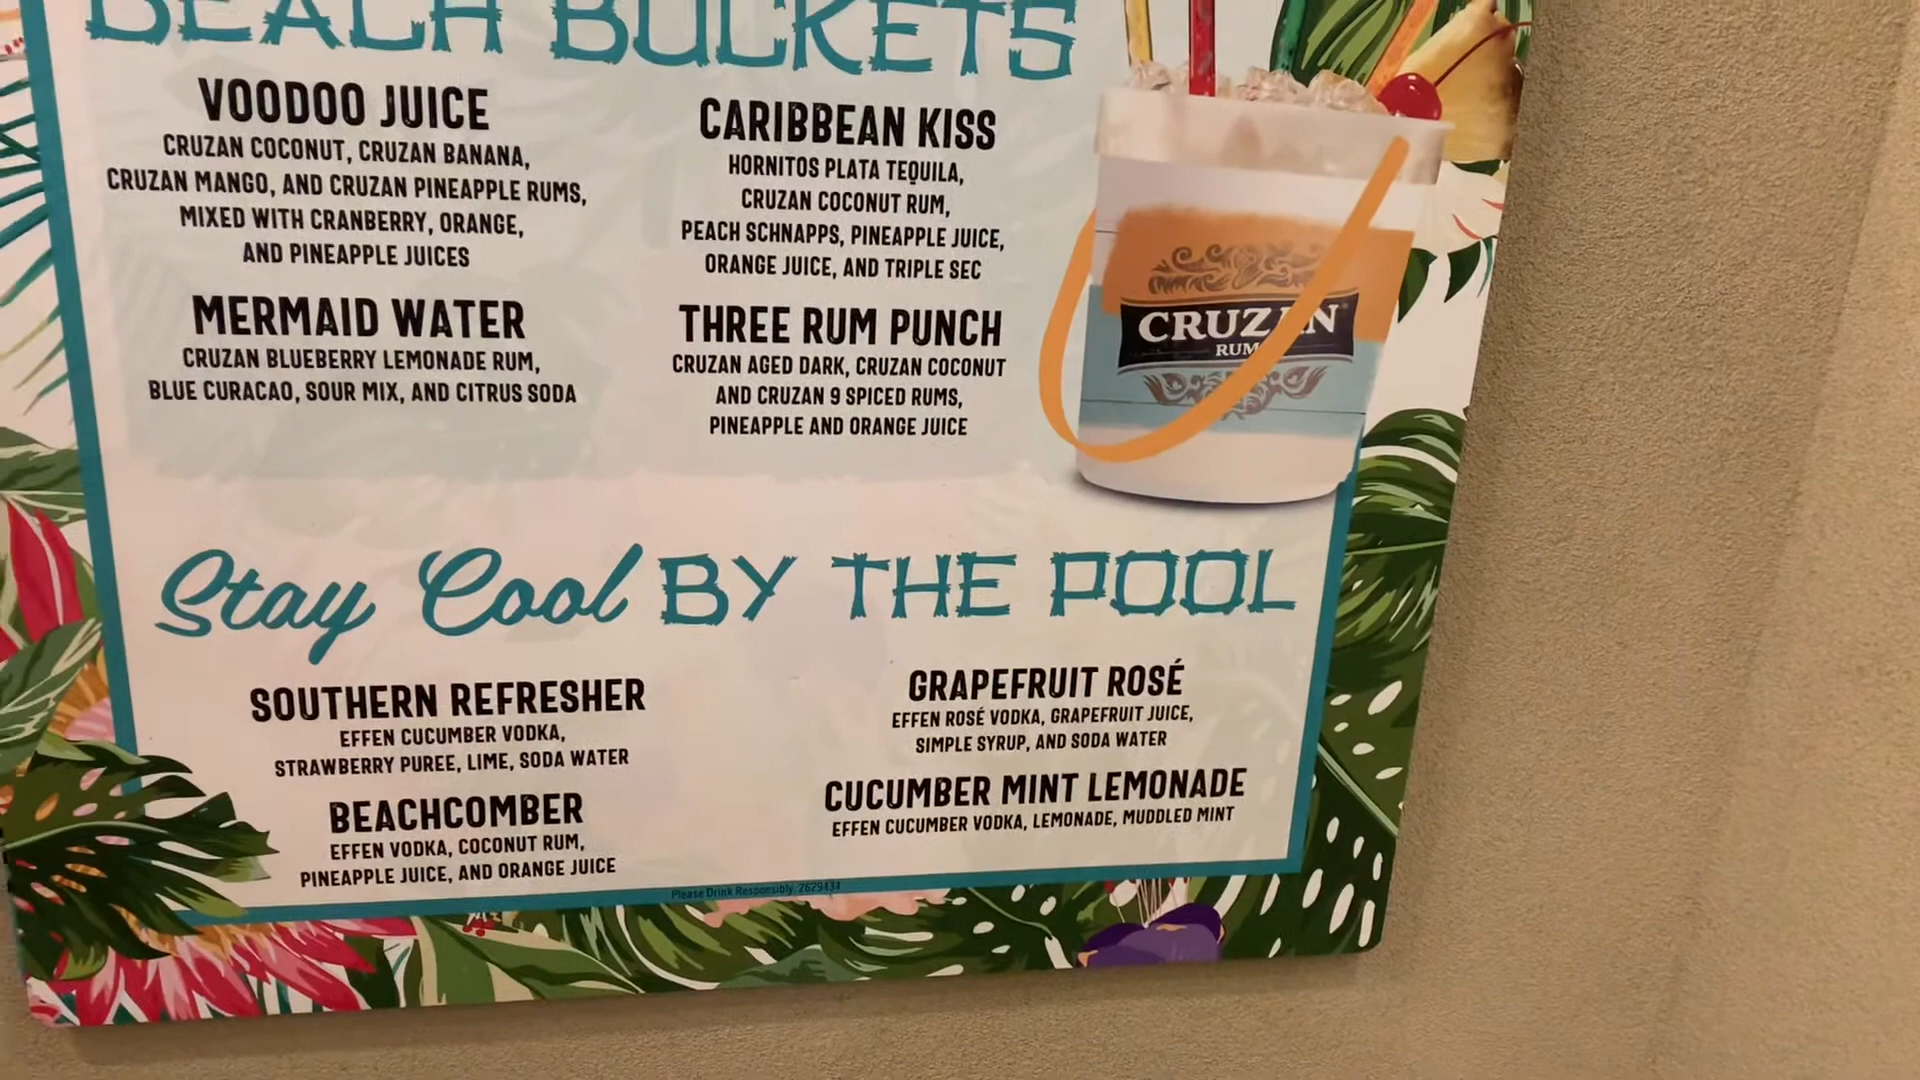 BEACH BUCKETS
VOODOO JUICE
CRUZAN COCONUT, CRUZAN BANANA,
CRUZAN MANGO, AND CRUZAN PINEAPPLE RUMS,
MIXED WITH CRANBERRY, ORANGE,
AND PINEAPPLE JUICES
MERMAID WATER
CRUZAN BLUEBERRY LEMONADE RUM,
BLUE CURACAO, SOUR MIX, AND CITRUS SODA
CARIBBEAN KISS
HORNITOS PLATA TEQUILA,
CRUZAN COCONUT RUM,
PEACH SCHNAPPS, PINEAPPLE JUICE,
ORANGE JUICE, AND TRIPLE SEC
THREE RUM PUNCH
CRUZAN AGED DARK, CRUZAN COCONUT
AND CRUZAN 9 SPICED RUMS,
PINEAPPLE AND ORANGE JUICE
CRUZAN
RUM
Stay Cool BY THE POOL
SOUTHERN REFRESHER
EFFEN CUCUMBER VODKA,
STRAWBERRY PUREE, LIME, SODA WATER
BEACHCOMBER
EFFEN VODKA, COCONUT RUM,
PINEAPPLE JUICE, AND ORANGE JUICE
GRAPEFRUIT ROSÉ
EFFEN ROSÉ VODKA, GRAPEFRUIT JUICE,
SIMPLE SYRUP, AND SODA WATER
CUCUMBER MINT LEMONADE
EFFEN CUCUMBER VODKA, LEMONADE, MUDDLED MINT
Please Drink Responsibly. 2629434